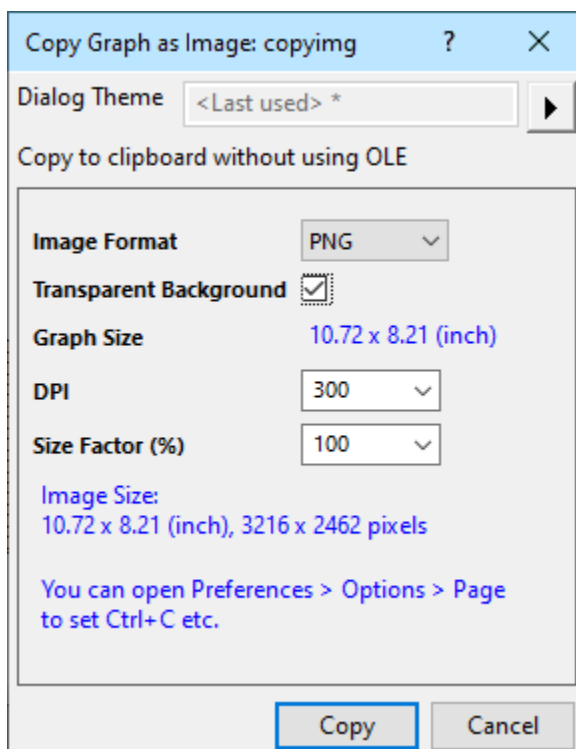 Copy Graph as Image: copyimg ?
Dialog Theme <Last used> *
Copy to clipboard without using OLE
Image Format PNG
Transparent Background
Graph Size 10.72 x 8.21 (inch)
DPI 300
Size Factor (%) 100
Image Size:
10.72 x 8.21 (inch), 3216 x 2462 pixels
You can open Preferences > Options > Page
to set Ctrl+C etc.
Copy Cancel